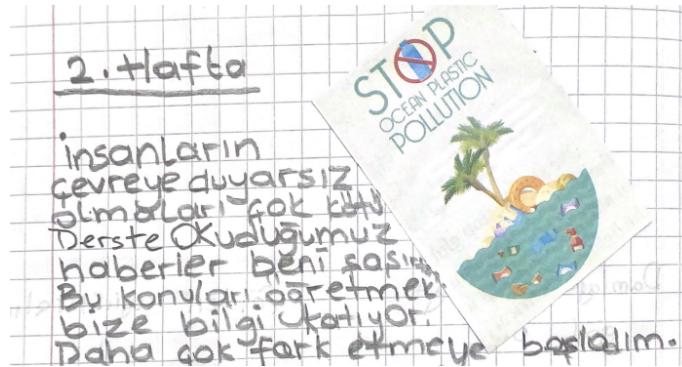 2. Hafta
STOP
OCEAN PLASTIC
POLLUTION
insanların
çevreye duyarsız
olmaları çok kötü
Derste Okuduğumuz
haberler beni
Bu konuları öğretmek
bize bilgi katıyor.
Daha çok fark etmeye başladım.